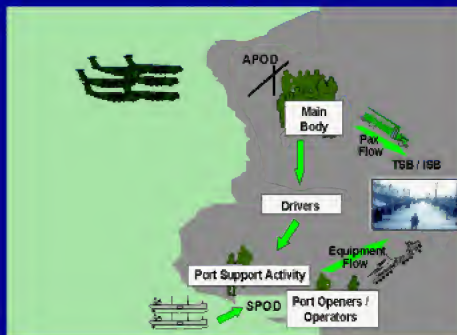 APOD
Main
Body
Pax
Flow
TSB / ISB
Drivers
Equipment
Flow
Port Support Activity
SPOD
Port Openers /
Operators